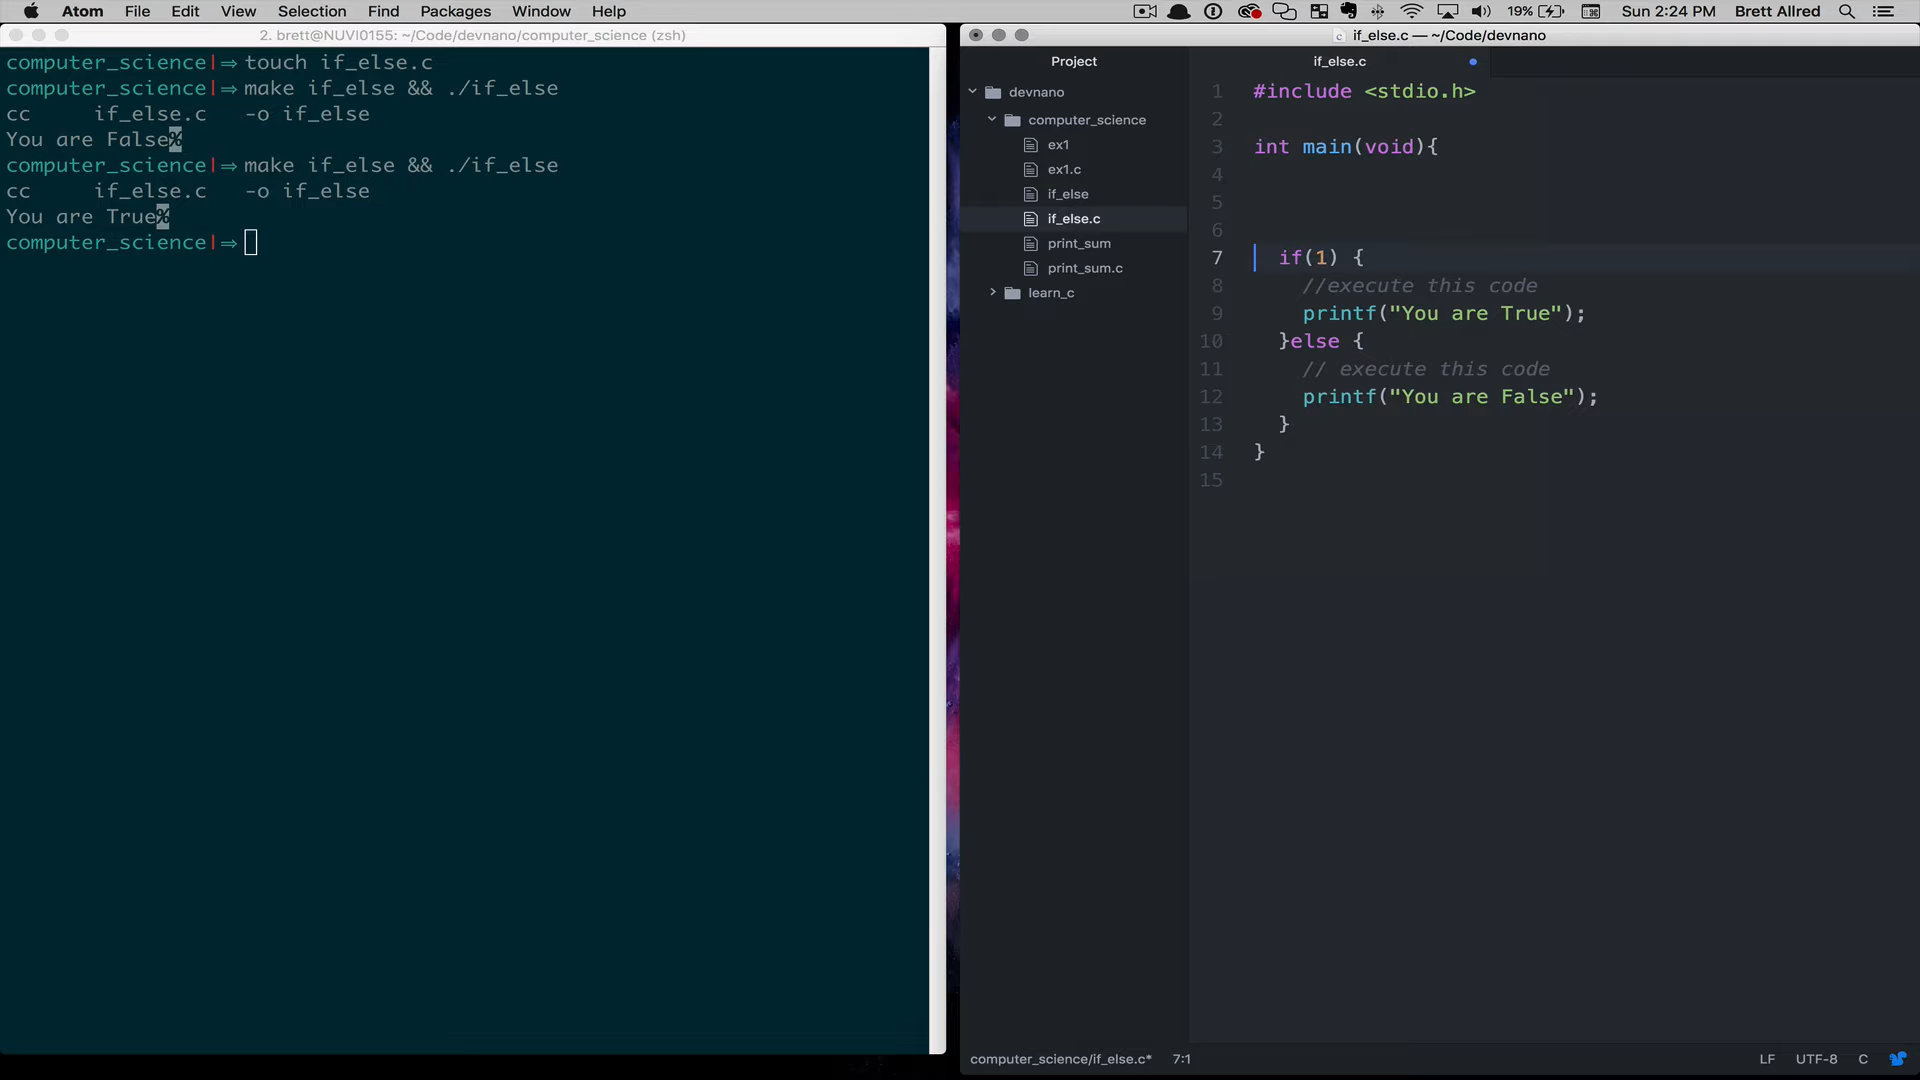 Atom File Edit View Selection Find Packages Window Help 19% Sun 2:24 PM Brett Allred
2. brett@NUVI0155: ~/Code/devnano/computer_science (zsh)
computer_science|⇒ touch if_else.c
computer_science|⇒ make if_else && ./if_else
cc     if_else.c   -o if_else
You are False%
computer_science|⇒ make if_else && ./if_else
cc     if_else.c   -o if_else
You are True%
computer_science|⇒
if_else.c — ~/Code/devnano
Project
devnano
computer_science
ex1
ex1.c
if_else
if_else.c
print_sum
print_sum.c
learn_c
if_else.c
1 #include <stdio.h>
2
3 int main(void){
4
5
6
7   if(1) {
8     //execute this code
9     printf("You are True");
10   }else {
11     // execute this code
12     printf("You are False");
13   }
14 }
15
computer_science/if_else.c* 7:1 LF UTF-8 C